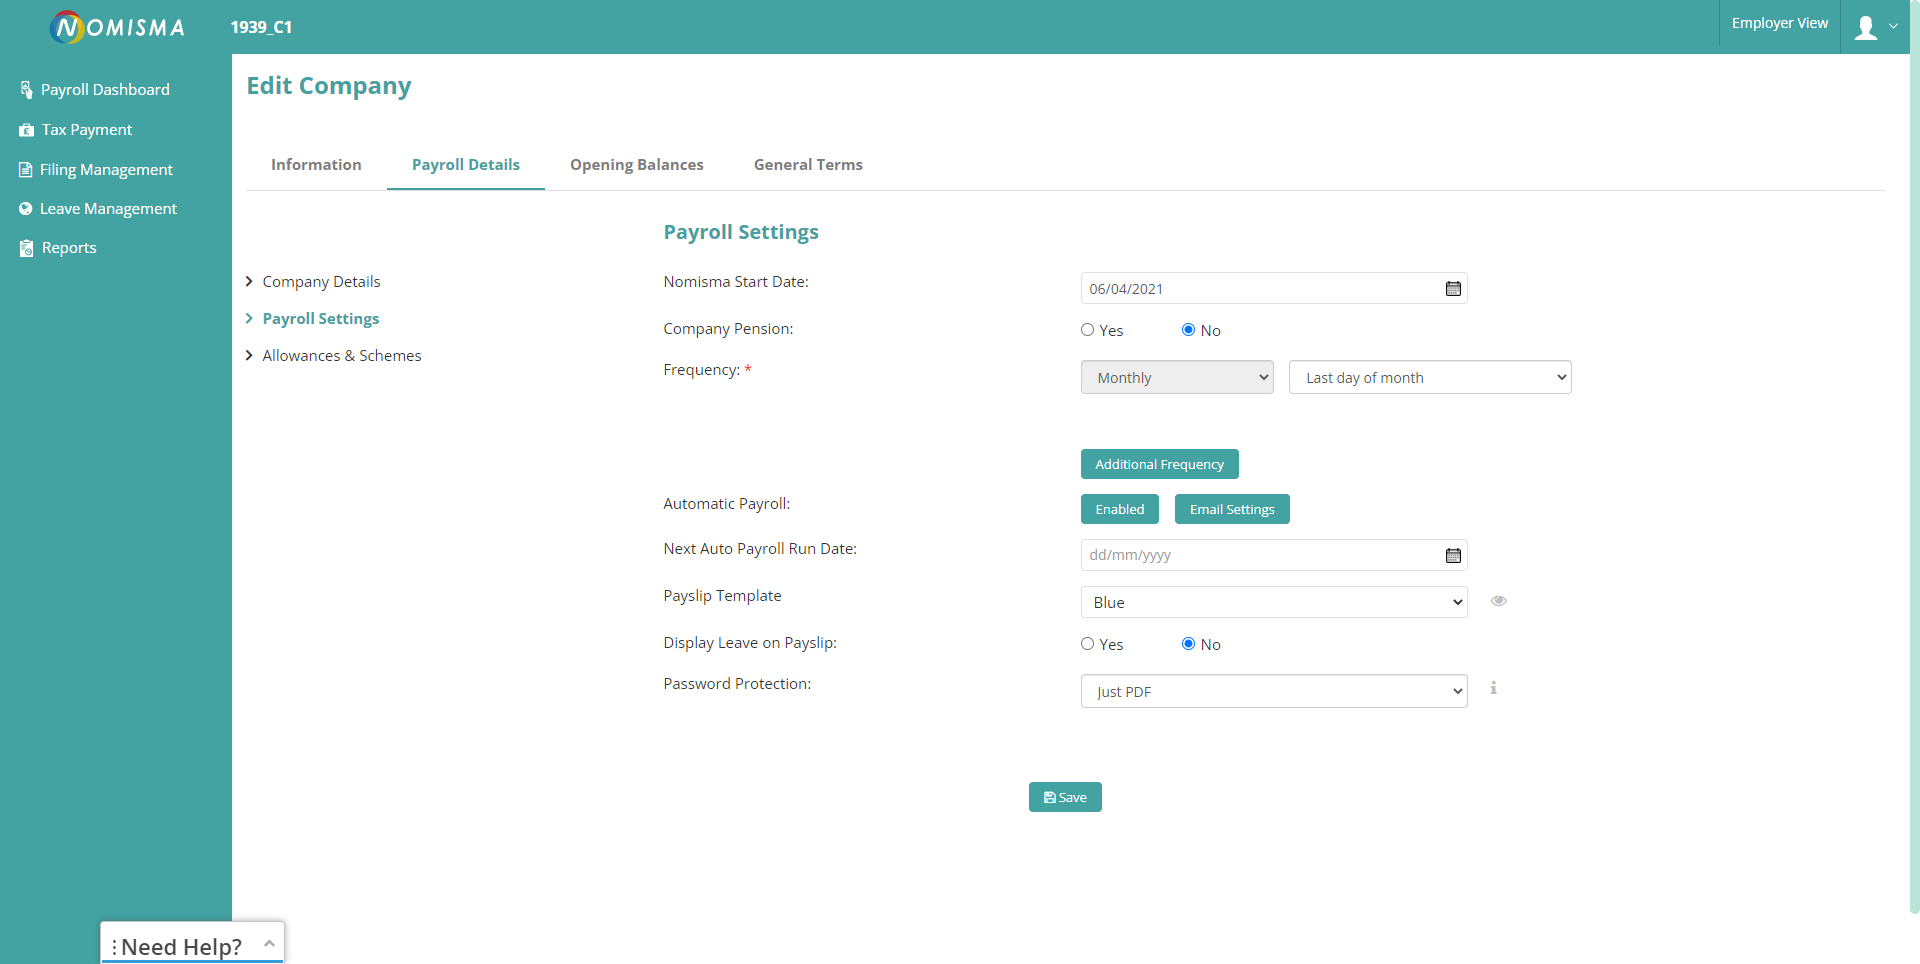 NOMISMA
1939_C1
Employer View
Payroll Dashboard
Tax Payment
Filing Management
Leave Management
Reports
Edit Company
Information
Payroll Details
Opening Balances
General Terms
Company Details
Payroll Settings
Allowances & Schemes
Payroll Settings
Nomisma Start Date:
06/04/2021
Company Pension:
Yes
No
Frequency: *
Monthly
Last day of month
Additional Frequency
Automatic Payroll:
Enabled
Email Settings
Next Auto Payroll Run Date:
dd/mm/yyyy
Payslip Template
Blue
Display Leave on Payslip:
Yes
No
Password Protection:
Just PDF
Save
Need Help?